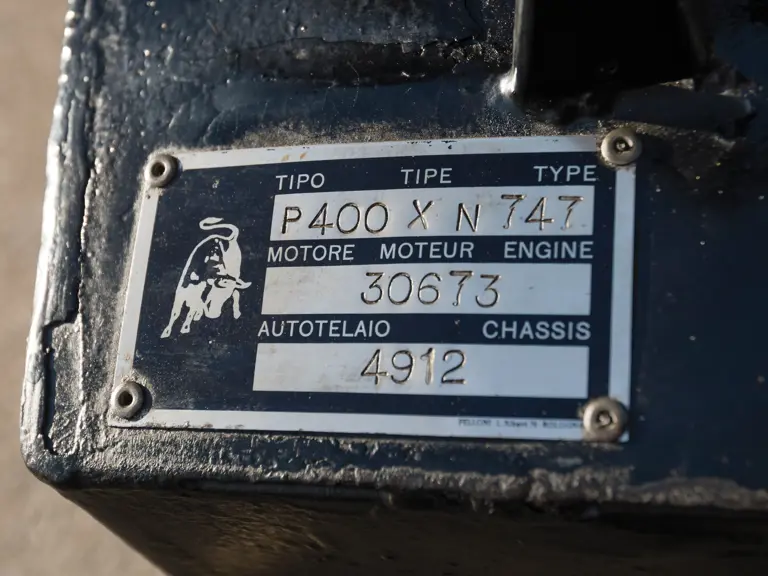 TIPO TIPE TYPE
P400 X N 747
MOTORE MOTEUR ENGINE
30673
AUTOTELAIO CHASSIS
4912